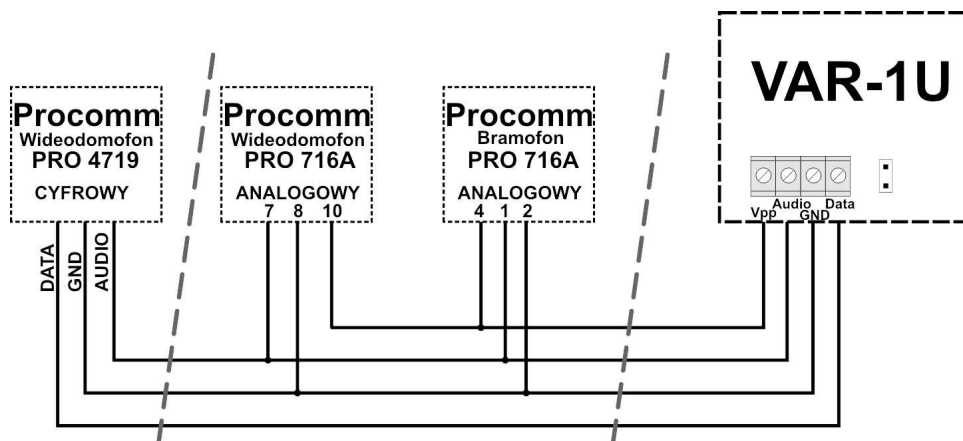 Procomm
Wideodomofon
PRO 4719
CYFROWY
DATA
GND
AUDIO
Procomm
Wideodomofon
PRO 716A
ANALOGOWY
7 8 10
Procomm
Bramofon
PRO 716A
ANALOGOWY
4 1 2
VAR-1U
Vpp Audio GND Data